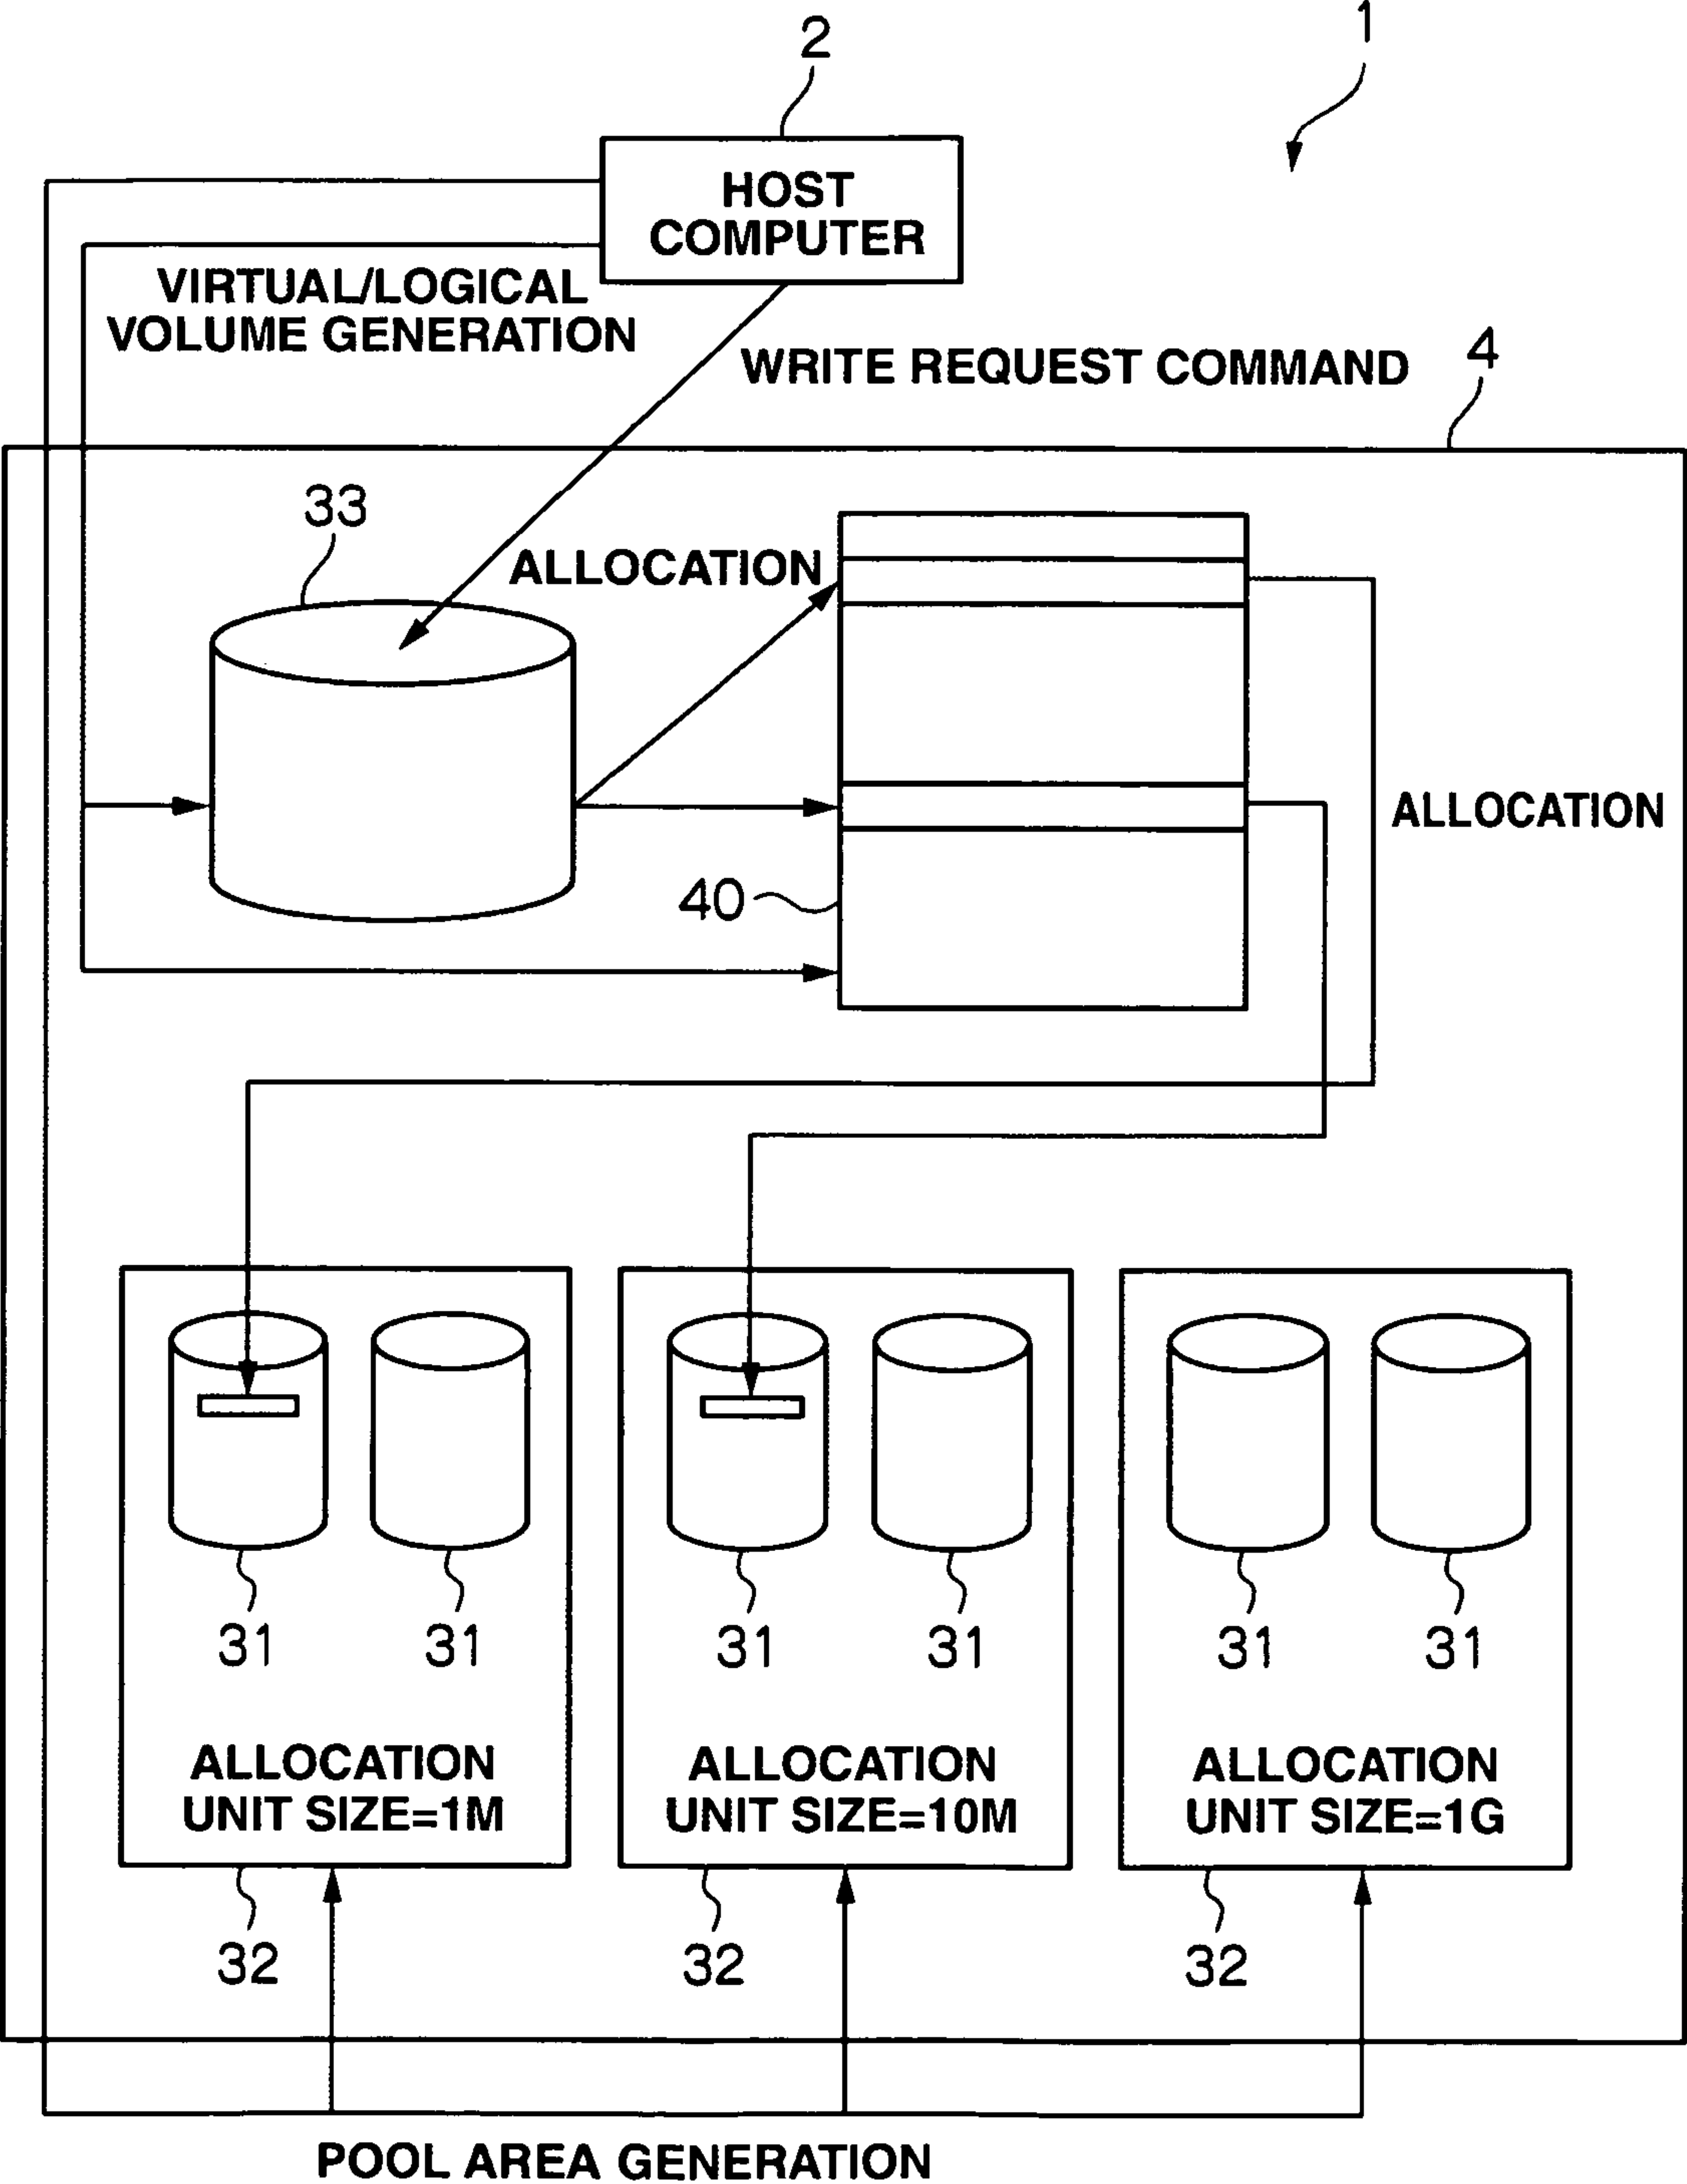 1
2
HOST
COMPUTER
VIRTUAL/LOGICAL
VOLUME GENERATION
WRITE REQUEST COMMAND
4
33
ALLOCATION
ALLOCATION
40
31
31
31
31
31
31
ALLOCATION
UNIT SIZE=1M
ALLOCATION
UNIT SIZE=10M
ALLOCATION
UNIT SIZE=1G
32
32
32
POOL AREA GENERATION